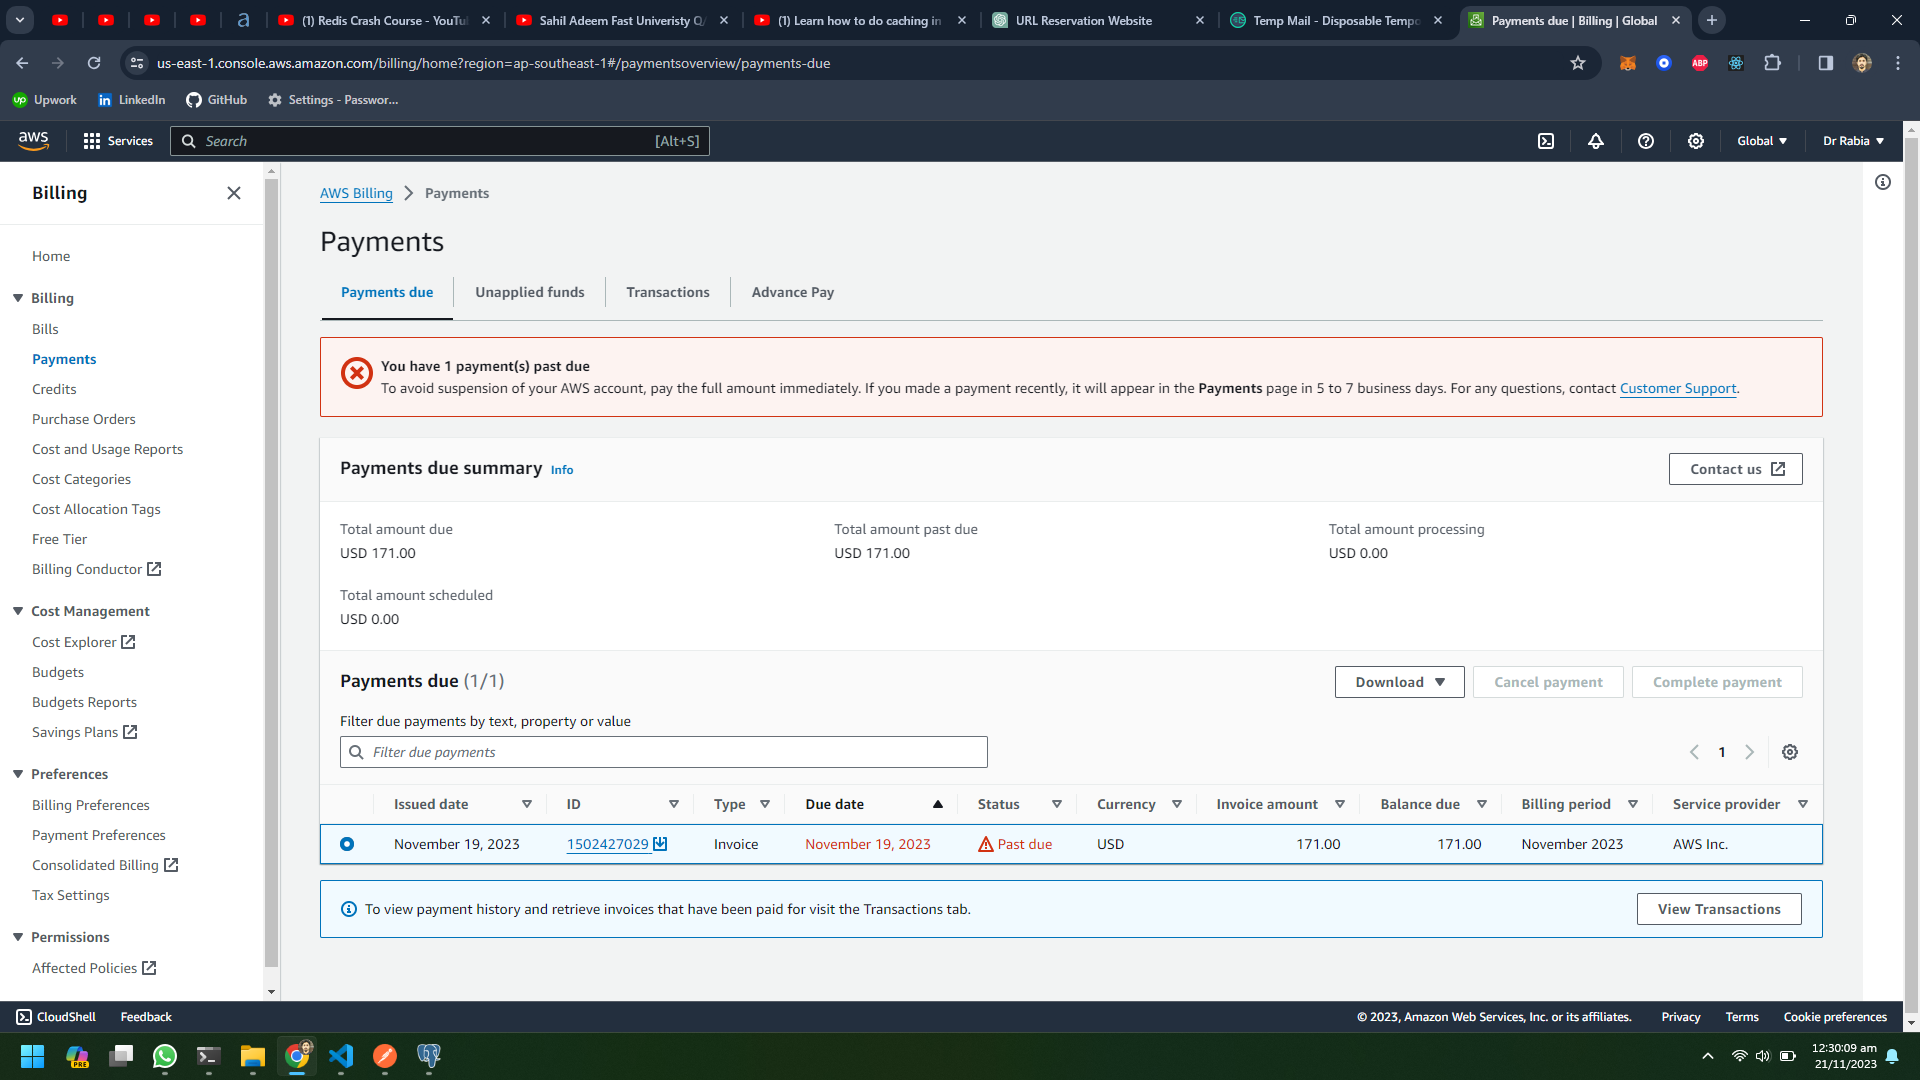 (1) Redis Crash Course - YouTu
Sahil Adeem Fast Univeristy Q/
(1) Learn how to do caching in
URL Reservation Website
Temp Mail - Disposable Tempo
Payments due | Billing | Global
us-east-1.console.aws.amazon.com/billing/home?region=ap-southeast-1#/paymentsoverview/payments-due
ABP
up Upwork
in LinkedIn
GitHub
Settings - Passwor...
aws
Services
Search
[Alt+S]
Global
Dr Rabia
Billing
Home
Billing
Bills
Payments
Credits
Purchase Orders
Cost and Usage Reports
Cost Categories
Cost Allocation Tags
Free Tier
Billing Conductor
Cost Management
Cost Explorer
Budgets
Budgets Reports
Savings Plans
Preferences
Billing Preferences
Payment Preferences
Consolidated Billing
Tax Settings
Permissions
Affected Policies
AWS Billing
Payments
Payments
Payments due
Unapplied funds
Transactions
Advance Pay
You have 1 payment(s) past due
To avoid suspension of your AWS account, pay the full amount immediately. If you made a payment recently, it will appear in the Payments page in 5 to 7 business days. For any questions, contact Customer Support.
Payments due summary Info
Contact us
Total amount due
USD 171.00
Total amount past due
USD 171.00
Total amount processing
USD 0.00
Total amount scheduled
USD 0.00
Payments due (1/1)
Download
Cancel payment
Complete payment
Filter due payments by text, property or value
Filter due payments
1
Issued date ID Type Due date Status Currency Invoice amount Balance due Billing period Service provider
November 19, 2023 1502427029 Invoice November 19, 2023 Past due USD 171.00 171.00 November 2023 AWS Inc.
To view payment history and retrieve invoices that have been paid for visit the Transactions tab.
View Transactions
CloudShell
Feedback
© 2023, Amazon Web Services, Inc. or its affiliates.
Privacy
Terms
Cookie preferences
PRE
12:30:09 am
21/11/2023